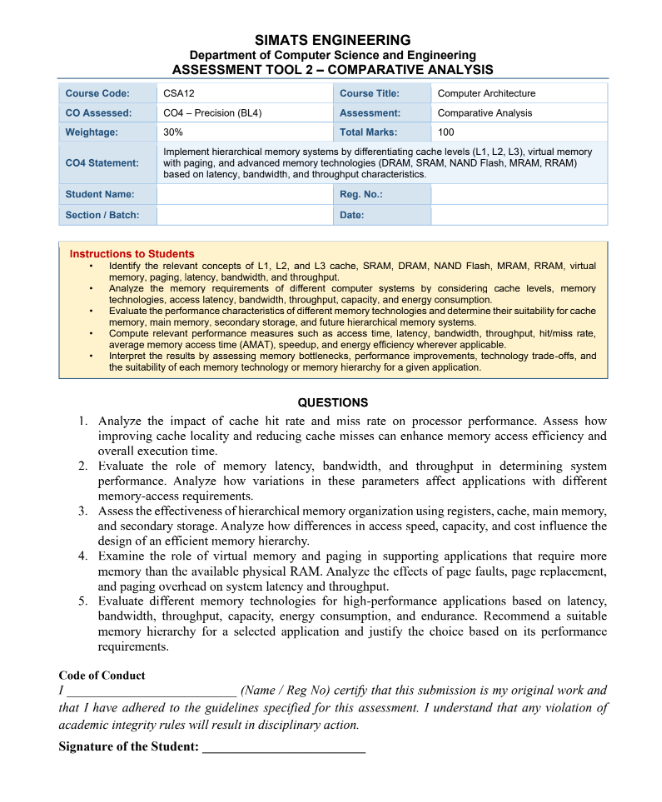 SIMATS ENGINEERING
Department of Computer Science and Engineering
ASSESSMENT TOOL 2 – COMPARATIVE ANALYSIS
Course Code: CSA12 Course Title: Computer Architecture
CO Assessed: CO4 – Precision (BL4) Assessment: Comparative Analysis
Weightage: 30% Total Marks: 100
CO4 Statement: Implement hierarchical memory systems by differentiating cache levels (L1, L2, L3), virtual memory
with paging, and advanced memory technologies (DRAM, SRAM, NAND Flash, MRAM, RRAM)
based on latency, bandwidth, and throughput characteristics.
Student Name: Reg. No.:
Section / Batch: Date:
Instructions to Students
• Identify the relevant concepts of L1, L2, and L3 cache, SRAM, DRAM, NAND Flash, MRAM, RRAM, virtual
memory, paging, latency, bandwidth, and throughput.
• Analyze the memory requirements of different computer systems by considering cache levels, memory
technologies, access latency, bandwidth, throughput, capacity, and energy consumption.
• Evaluate the performance characteristics of different memory technologies and determine their suitability for cache
memory, main memory, secondary storage, and future hierarchical memory systems.
• Compute relevant performance measures such as access time, latency, bandwidth, throughput, hit/miss rate,
average memory access time (AMAT), speedup, and energy efficiency wherever applicable.
• Interpret the results by assessing memory bottlenecks, performance improvements, technology trade-offs, and
the suitability of each memory technology or memory hierarchy for a given application.
QUESTIONS
1. Analyze the impact of cache hit rate and miss rate on processor performance. Assess how
improving cache locality and reducing cache misses can enhance memory access efficiency and
overall execution time.
2. Evaluate the role of memory latency, bandwidth, and throughput in determining system
performance. Analyze how variations in these parameters affect applications with different
memory-access requirements.
3. Assess the effectiveness of hierarchical memory organization using registers, cache, main memory,
and secondary storage. Analyze how differences in access speed, capacity, and cost influence the
design of an efficient memory hierarchy.
4. Examine the role of virtual memory and paging in supporting applications that require more
memory than the available physical RAM. Analyze the effects of page faults, page replacement,
and paging overhead on system latency and throughput.
5. Evaluate different memory technologies for high-performance applications based on latency,
bandwidth, throughput, capacity, energy consumption, and endurance. Recommend a suitable
memory hierarchy for a selected application and justify the choice based on its performance
requirements.
Code of Conduct
I ____________________________ (Name / Reg No) certify that this submission is my original work and
that I have adhered to the guidelines specified for this assessment. I understand that any violation of
academic integrity rules will result in disciplinary action.
Signature of the Student: _________________________